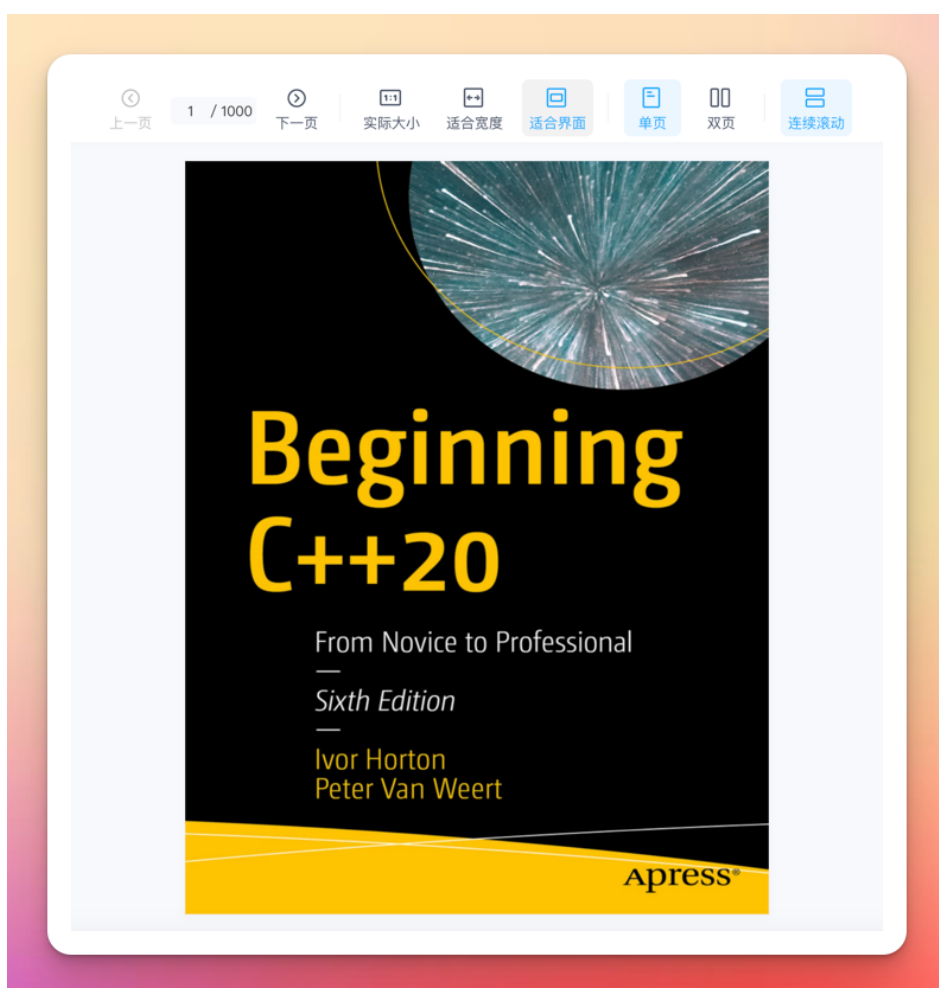 上一页
1 / 1000
下一页
1:1
实际大小
适合宽度
适合界面
单页
双页
连续滚动
Beginning
C++20
From Novice to Professional
Sixth Edition
Ivor Horton
Peter Van Weert
Apress®